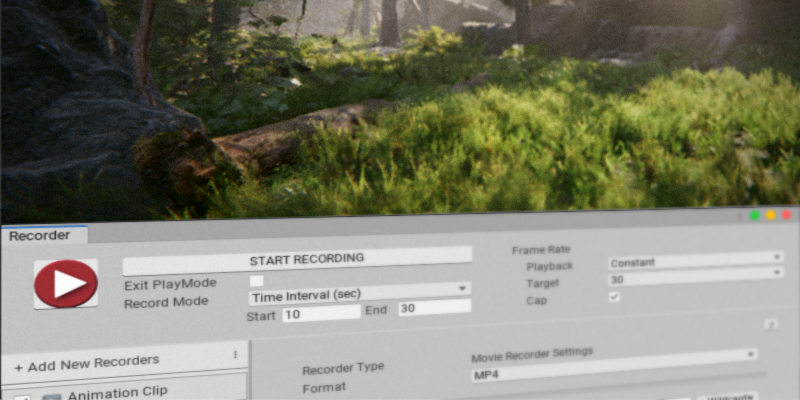 Recorder
START RECORDING
Exit PlayMode
Record Mode Time Interval (sec)
Start 10 End 30
Frame Rate
Playback Constant
Target 30
Cap
+ Add New Recorders
Animation Clip
Recorder Type Movie Recorder Settings
Format MP4